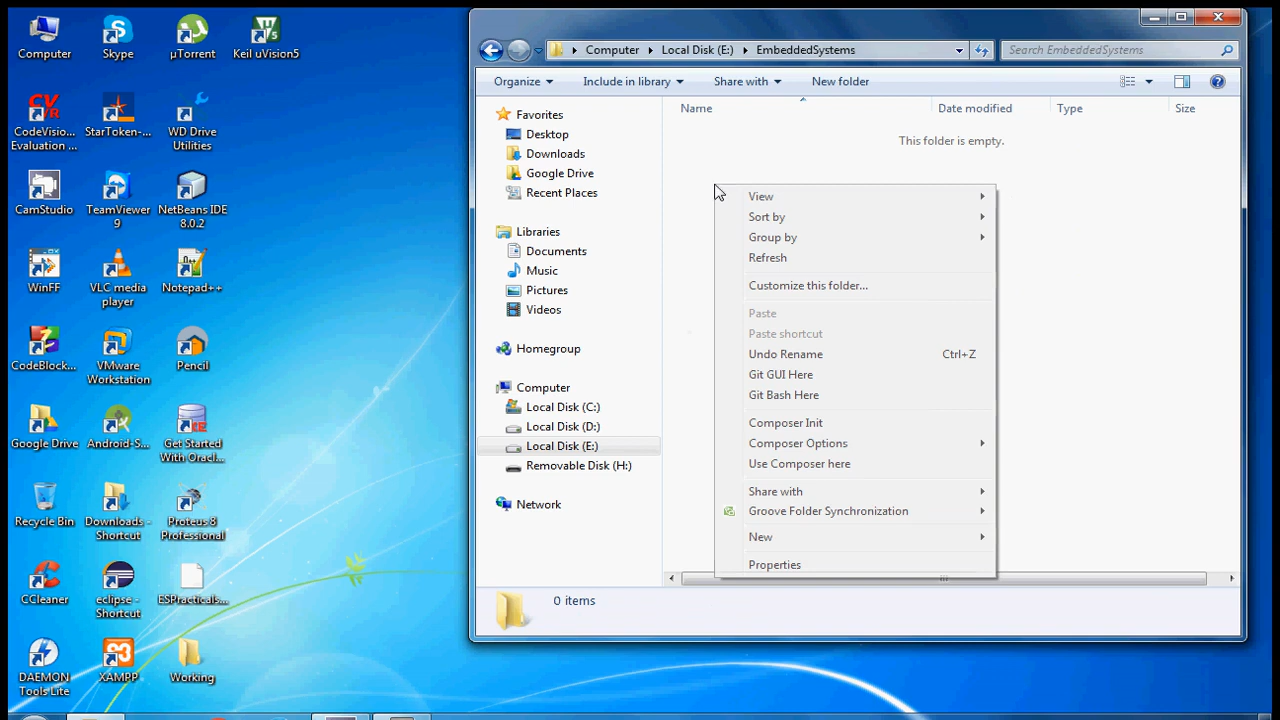 Computer
Skype
µTorrent
Keil uVision5
CodeVision...
Evaluation ...
StarToken-...
WD Drive
Utilities
CamStudio
TeamViewer
9
NetBeans IDE
8.0.2
WinFF
VLC media
player
Notepad++
CodeBlock...
VMware
Workstation
Pencil
Google Drive
Android-S...
Get Started
With Oracl...
Recycle Bin
Downloads -
Shortcut
Proteus 8
Professional
CCleaner
eclipse -
Shortcut
ESPracticals...
DAEMON
Tools Lite
XAMPP
Working
Computer Local Disk (E:) EmbeddedSystems
Search EmbeddedSystems
Organize Include in library Share with New folder
Favorites
Desktop
Downloads
Google Drive
Recent Places
Libraries
Documents
Music
Pictures
Videos
Homegroup
Computer
Local Disk (C:)
Local Disk (D:)
Local Disk (E:)
Removable Disk (H:)
Network
Name Date modified Type Size
This folder is empty.
View
Sort by
Group by
Refresh
Customize this folder...
Paste
Paste shortcut
Undo Rename Ctrl+Z
Git GUI Here
Git Bash Here
Composer Init
Composer Options
Use Composer here
Share with
Groove Folder Synchronization
New
Properties
0 items